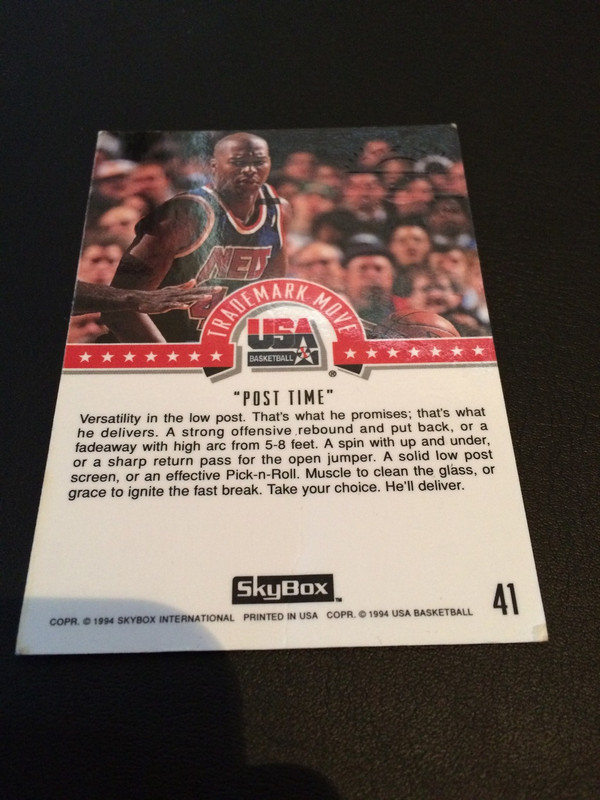 NETS
4
TRADEMARK MOVE
USA
BASKETBALL
®
"POST TIME"
Versatility in the low post. That's what he promises; that's what
he delivers. A strong offensive rebound and put back, or a
fadeaway with high arc from 5-8 feet. A spin with up and under,
or a sharp return pass for the open jumper. A solid low post
screen, or an effective Pick-n-Roll. Muscle to clean the glass, or
grace to ignite the fast break. Take your choice. He'll deliver.
SkyBox™
COPR. © 1994 SKYBOX INTERNATIONAL PRINTED IN USA COPR. © 1994 USA BASKETBALL
41